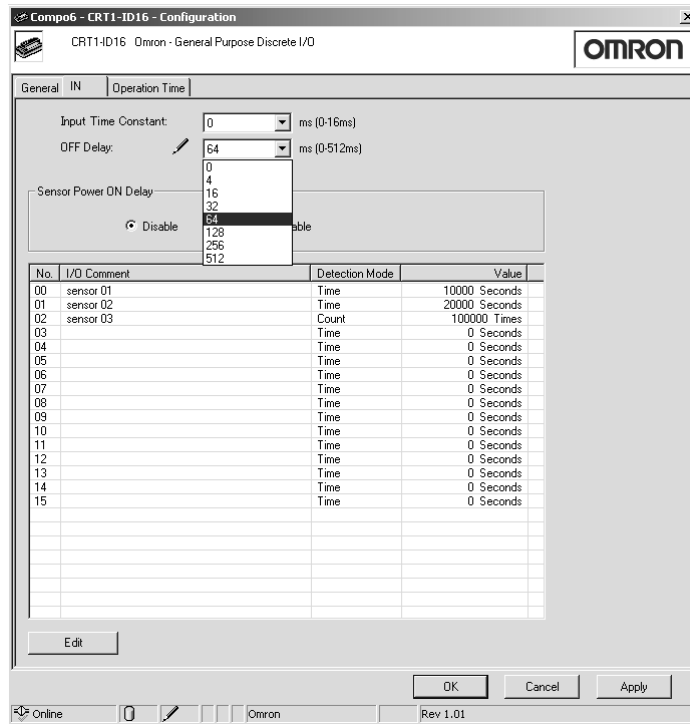 Compo6 - CRT1-ID16 - Configuration
CRT1-ID16 Omron - General Purpose Discrete I/O
OMRON
General IN Operation Time
Input Time Constant: 0 ms (0-16ms)
OFF Delay: 64 ms (0-512ms)
0
4
16
32
64
128
256
512
Sensor Power ON Delay
Disable able
No. I/O Comment Detection Mode Value
00 sensor 01 Time 10000 Seconds
01 sensor 02 Time 20000 Seconds
02 sensor 03 Count 100000 Times
03 Time 0 Seconds
04 Time 0 Seconds
05 Time 0 Seconds
06 Time 0 Seconds
07 Time 0 Seconds
08 Time 0 Seconds
09 Time 0 Seconds
10 Time 0 Seconds
11 Time 0 Seconds
12 Time 0 Seconds
13 Time 0 Seconds
14 Time 0 Seconds
15 Time 0 Seconds
Edit
OK Cancel Apply
Online Omron Rev 1.01